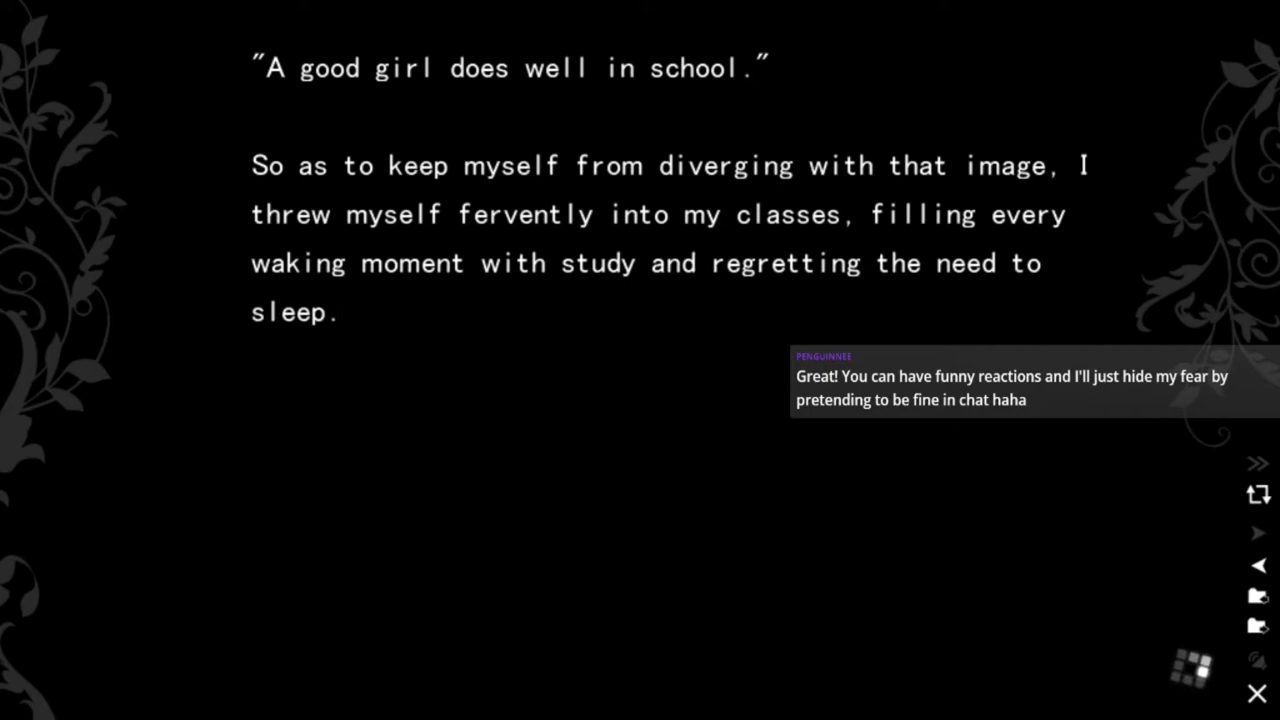 "A good girl does well in school."
So as to keep myself from diverging with that image, I
threw myself fervently into my classes, filling every
waking moment with study and regretting the need to
sleep.
PENGUINNEE
Great! You can have funny reactions and I'll just hide my fear by
pretending to be fine in chat haha